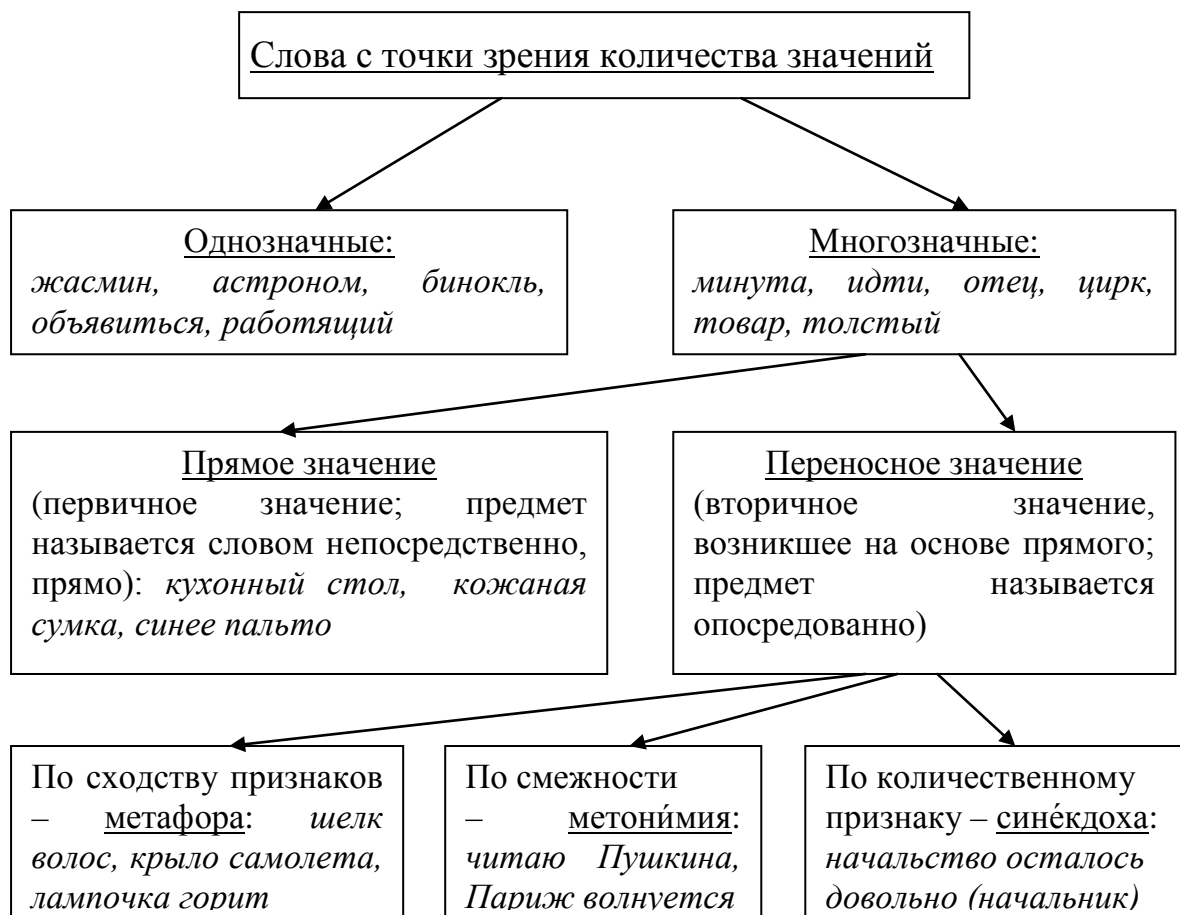 Слова с точки зрения количества значений
Однозначные:
жасмин, астроном, бинокль,
объявиться, работящий
Многозначные:
минута, идти, отец, цирк,
товар, толстый
Прямое значение
(первичное значение; предмет
называется словом непосредственно,
прямо): кухонный стол, кожаная
сумка, синее пальто
Переносное значение
(вторичное значение,
возникшее на основе прямого;
предмет называется
опосредованно)
По сходству признаков
– метафора: шелк
волос, крыло самолета,
лампочка горит
По смежности
– метони́мия:
читаю Пушкина,
Париж волнуется
По количественному
признаку – сине́кдоха:
начальство осталось
довольно (начальник)